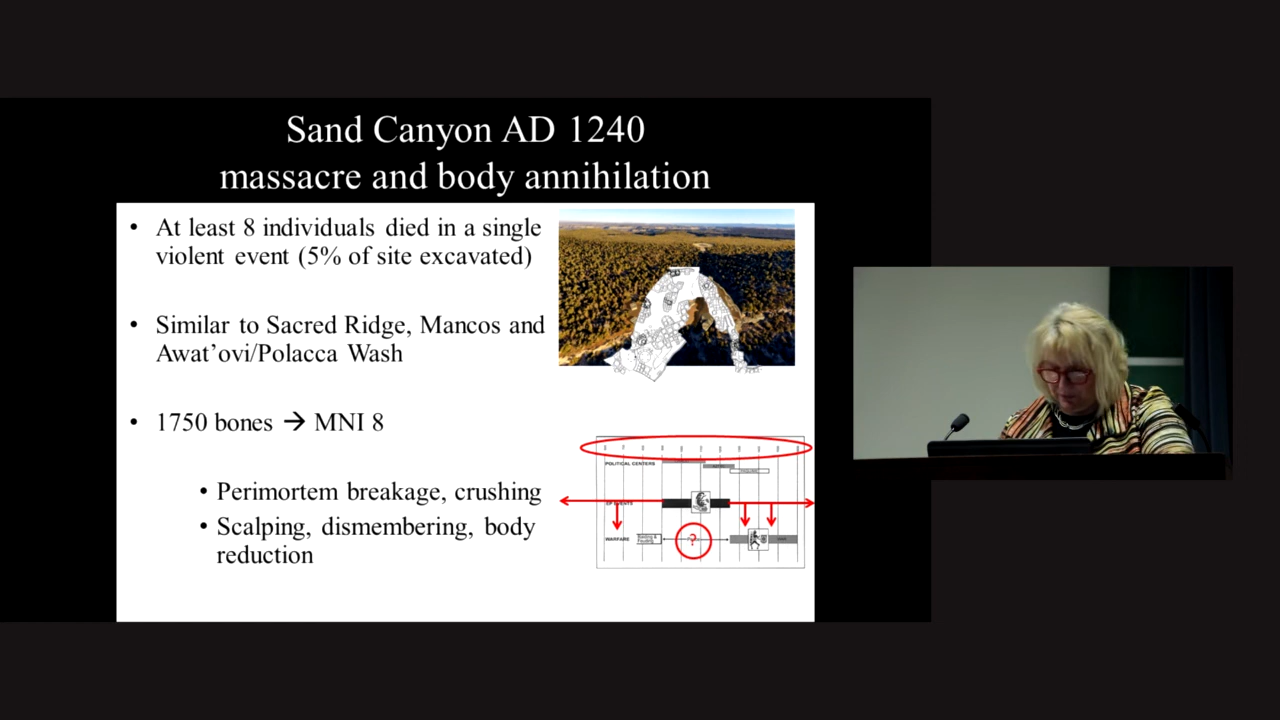 Sand Canyon AD 1240
massacre and body annihilation
• At least 8 individuals died in a single
violent event (5% of site excavated)
• Similar to Sacred Ridge, Mancos and
Awat’ovi/Polacca Wash
• 1750 bones → MNI 8
• Perimortem breakage, crushing
• Scalping, dismembering, body
reduction
POLITICAL CENTERS
EVENTS
WARFARE
?